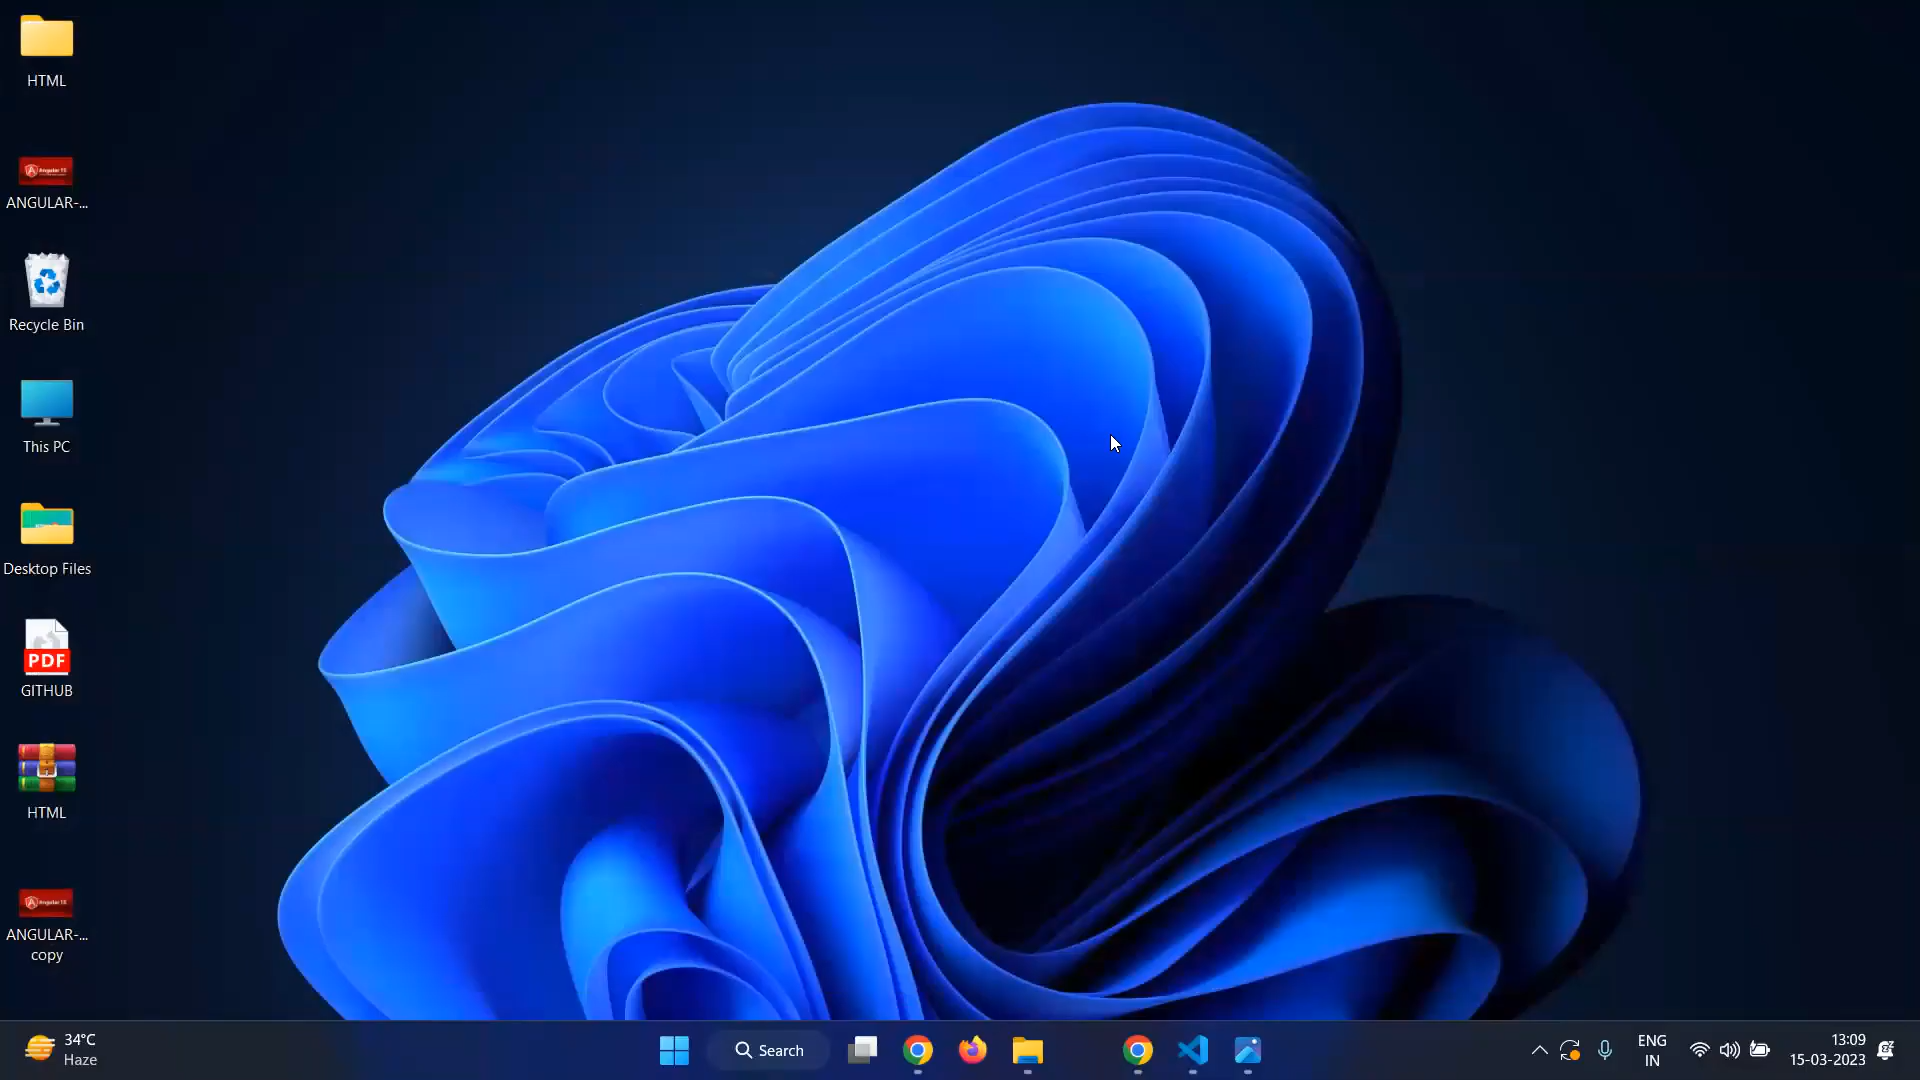 HTML
ANGULAR-...
Recycle Bin
This PC
Desktop Files
PDF
GITHUB
HTML
ANGULAR-...
copy
34°C
Haze
Search
ENG
IN
13:09
15-03-2023